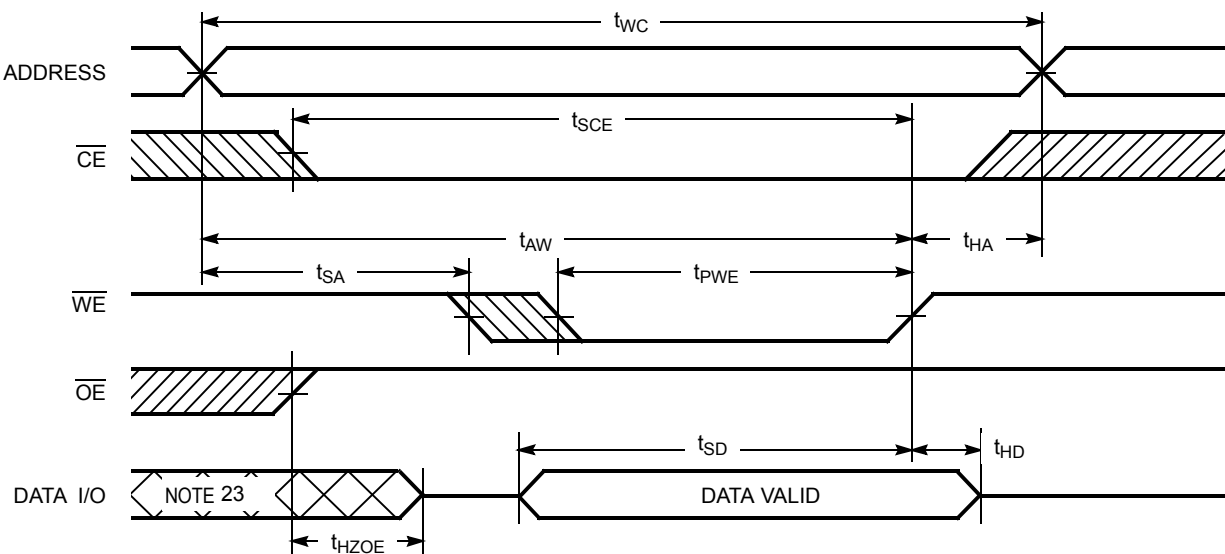 tWC
ADDRESS
tSCE
CE
tAW
tHA
tSA
tPWE
WE
OE
tSD
tHD
DATA I/O
NOTE 23
DATA VALID
tHZOE